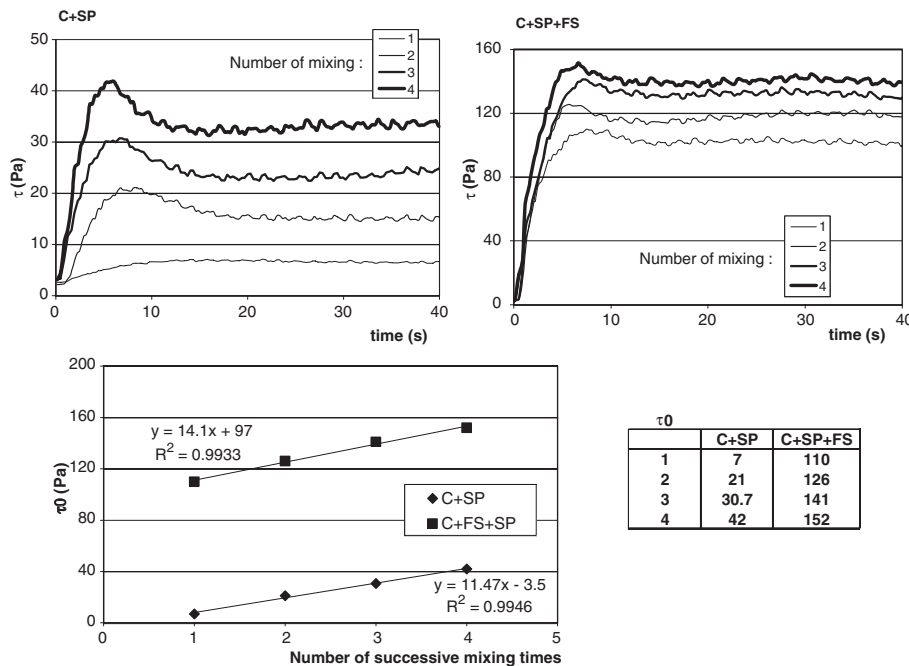 C+SP
50
40
30
20
10
0
τ (Pa)
Number of mixing :
1
2
3
4
0 10 20 30 40
time (s)
C+SP+FS
160
120
80
40
0
τ (Pa)
Number of mixing :
1
2
3
4
0 10 20 30 40
time (s)
200
160
120
80
40
0
τ0 (Pa)
y = 14.1x + 97
R² = 0.9933
C+SP
C+FS+SP
y = 11.47x - 3.5
R² = 0.9946
0 1 2 3 4 5
Number of successive mixing times
τ0
C+SP C+SP+FS
1 7 110
2 21 126
3 30.7 141
4 42 152